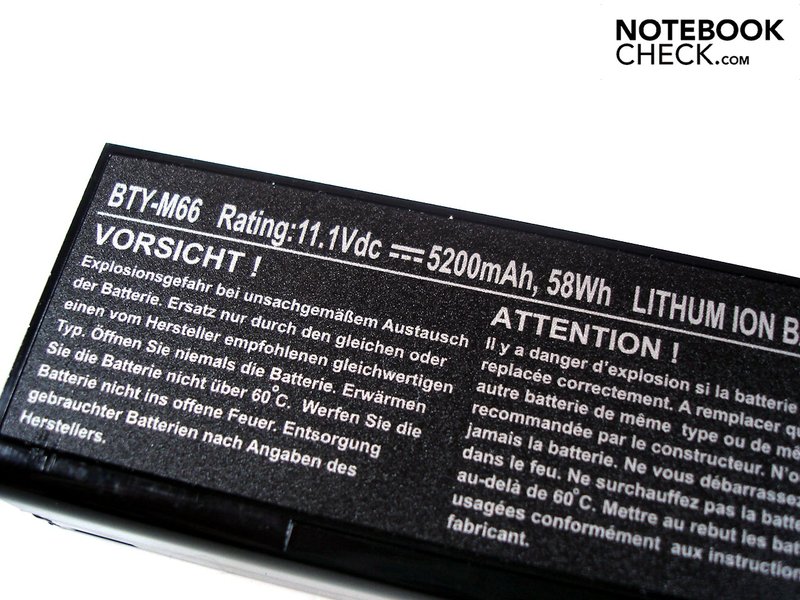 NOTEBOOK
CHECK.COM
BTY-M66 Rating:11.1Vdc ⎓ 5200mAh, 58Wh LITHUM ION
VORSICHT !
Explosionsgefahr bei unsachgemäßem Austausch
der Batterie. Ersatz nur durch den gleichen oder
einen vom Hersteller empfohlenen gleichwertigen
Typ. Öffnen Sie niemals die Batterie. Erwärmen
Sie die Batterie nicht über 60°C. Werfen Sie die
Batterie nicht ins offene Feuer. Entsorgung
gebrauchter Batterien nach Angaben des
Herstellers.
ATTENTION !
Il y a danger d'explosion si la batterie
replacée correctement. A remplacer
autre batterie de même type ou de
recommandée par le constructeur.
jamais la batterie. Ne vous débarrassez
dans le feu. Ne surchauffez pas la
au-delà de 60°C. Mettre au rebut les
usagées conformément aux
fabricant.